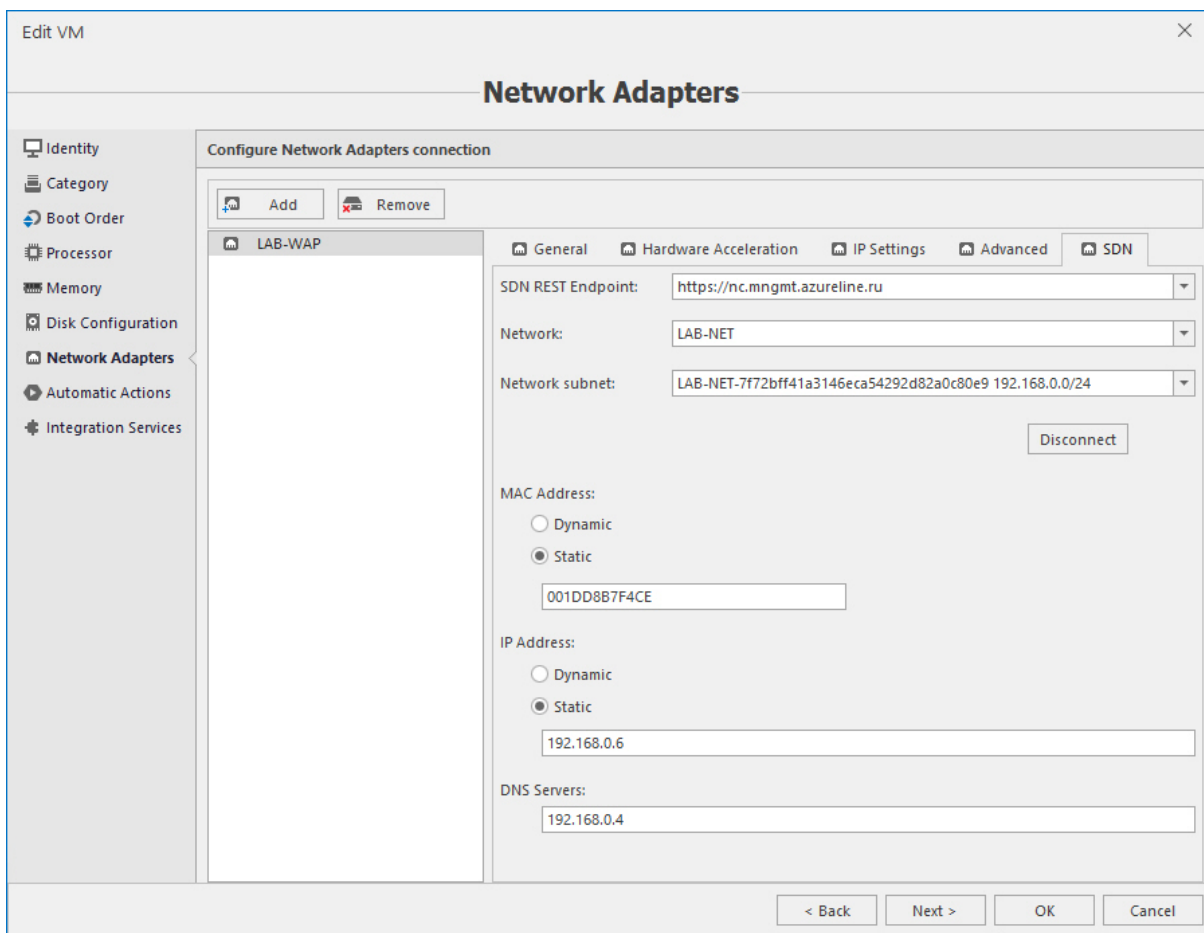 Edit VM
Network Adapters
Identity
Category
Boot Order
Processor
Memory
Disk Configuration
Network Adapters
Automatic Actions
Integration Services
Configure Network Adapters connection
Add Remove
LAB-WAP
General Hardware Acceleration IP Settings Advanced SDN
SDN REST Endpoint: https://nc.mngmt.azureline.ru
Network: LAB-NET
Network subnet: LAB-NET-7f72bff41a3146eca54292d82a0c80e9 192.168.0.0/24
Disconnect
MAC Address:
Dynamic
Static
001DD8B7F4CE
IP Address:
Dynamic
Static
192.168.0.6
DNS Servers:
192.168.0.4
< Back Next > OK Cancel